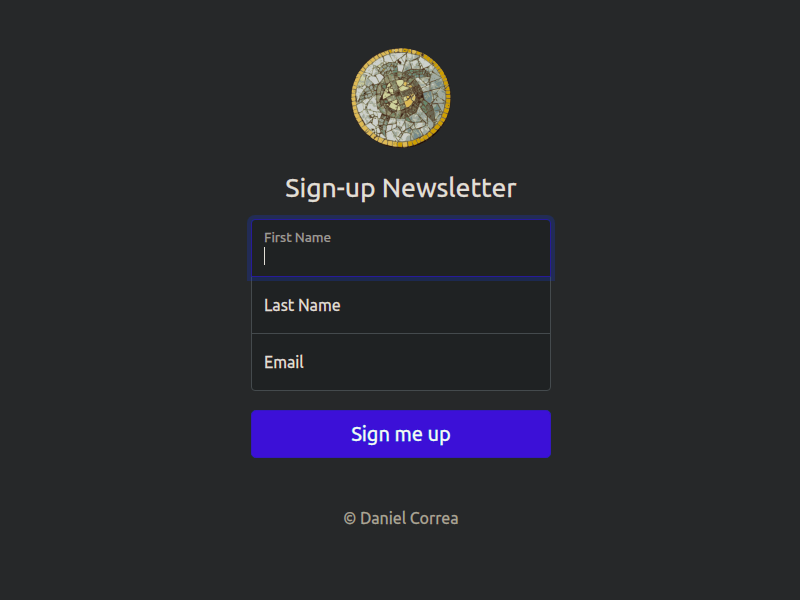 Sign-up Newsletter
First Name
Last Name
Email
Sign me up
© Daniel Correa